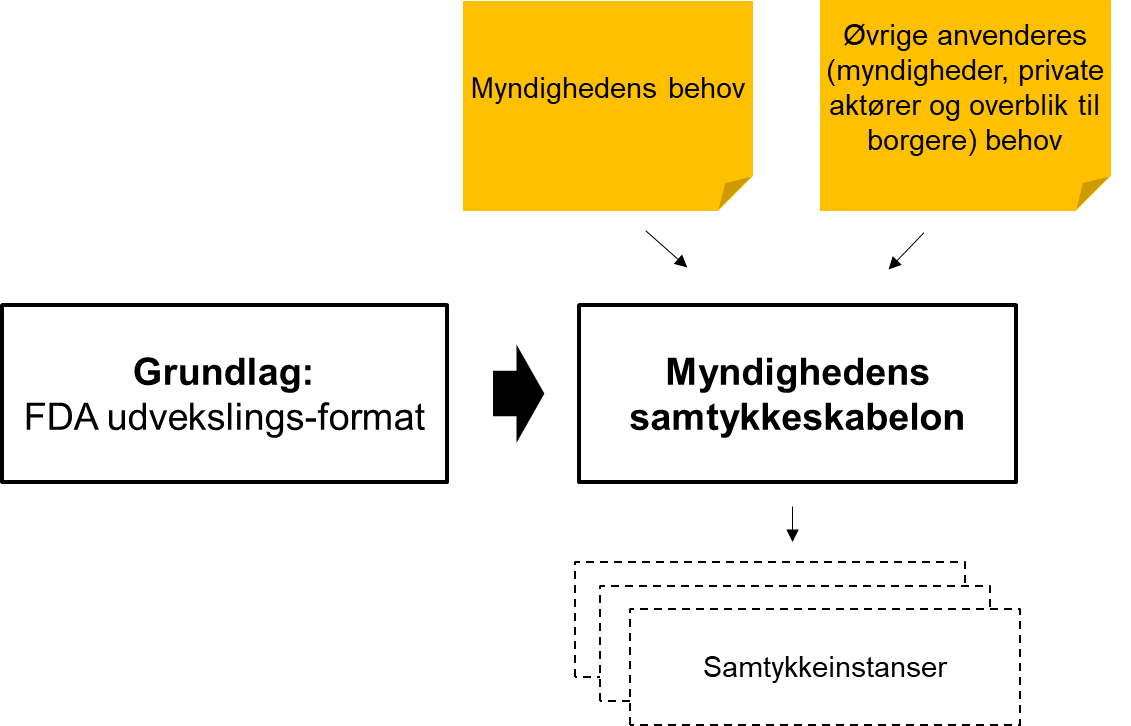 Myndighedens behov
Øvrige anvenderes
(myndigheder, private
aktører og overblik til
borgere) behov
Grundlag:
FDA udvekslings-format
Myndighedens
samtykkeskabelon
Samtykkeinstanser